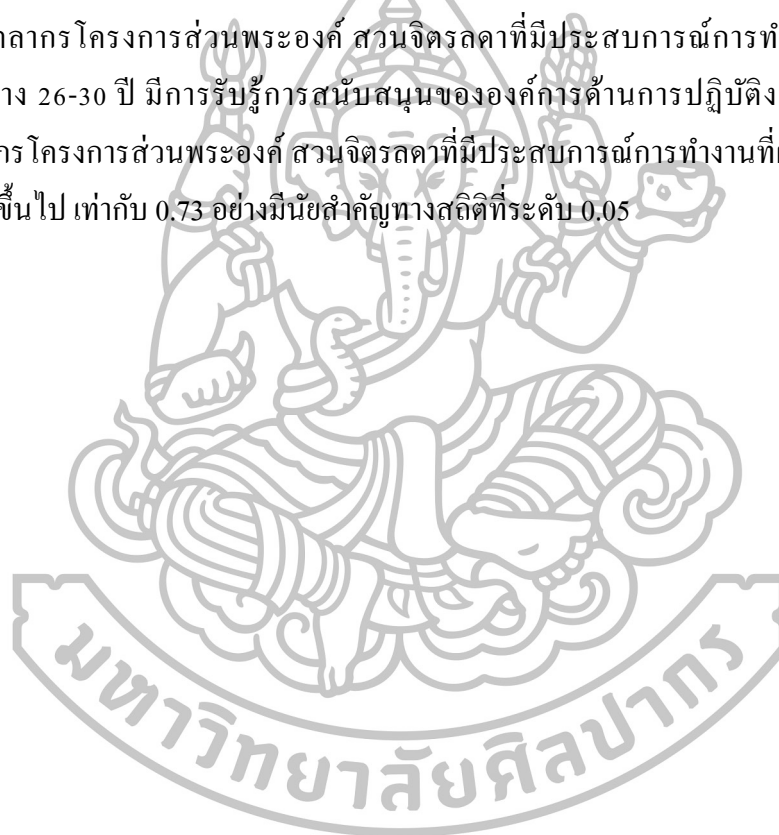 ลากรโครงการส่วนพระองค์ สวนจิตรลดาที่มีประสบการณ์การทำ
าง 26-30 ปี มีการรับรู้การสนับสนุนขององค์การด้านการปฏิบัติง
กรโครงการส่วนพระองค์ สวนจิตรลดาที่มีประสบการณ์การทำงานที่
ขึ้นไป เท่ากับ 0.73 อย่างมีนัยสำคัญทางสถิติที่ระดับ 0.05
มหาวิทยาลัยศิลปากร